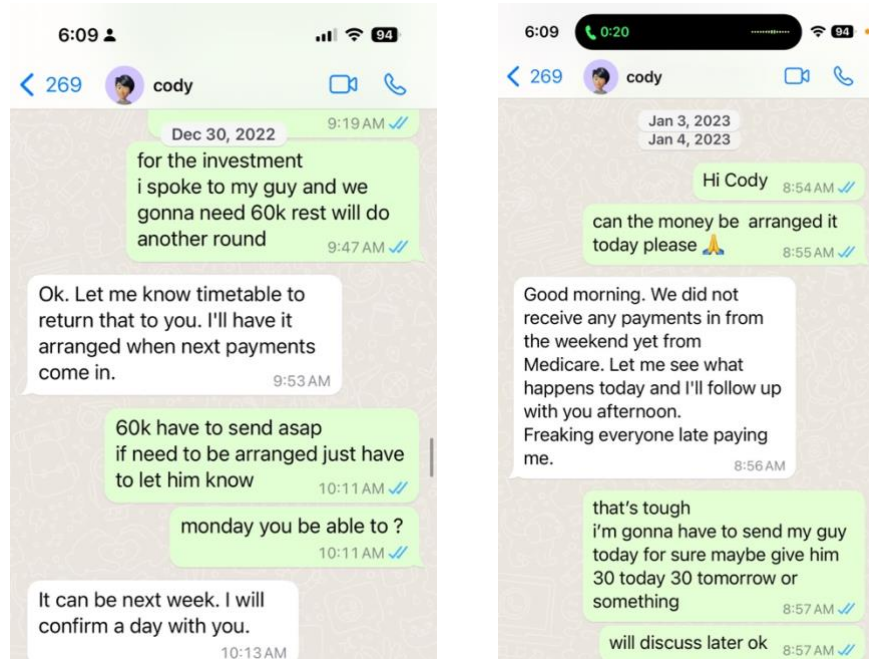 6:09
94
269
cody
9:19 AM
Dec 30, 2022
for the investment
i spoke to my guy and we
gonna need 60k rest will do
another round
9:47 AM
Ok. Let me know timetable to
return that to you. I'll have it
arranged when next payments
come in.
9:53 AM
60k have to send asap
if need to be arranged just have
to let him know
10:11 AM
monday you be able to ?
10:11 AM
It can be next week. I will
confirm a day with you.
10:13 AM
6:09
0:20
94
269
cody
Jan 3, 2023
Jan 4, 2023
Hi Cody
8:54 AM
can the money be arranged it
today please 🙏
8:55 AM
Good morning. We did not
receive any payments in from
the weekend yet from
Medicare. Let me see what
happens today and I'll follow up
with you afternoon.
Freaking everyone late paying
me.
8:56 AM
that's tough
i'm gonna have to send my guy
today for sure maybe give him
30 today 30 tomorrow or
something
8:57 AM
will discuss later ok
8:57 AM